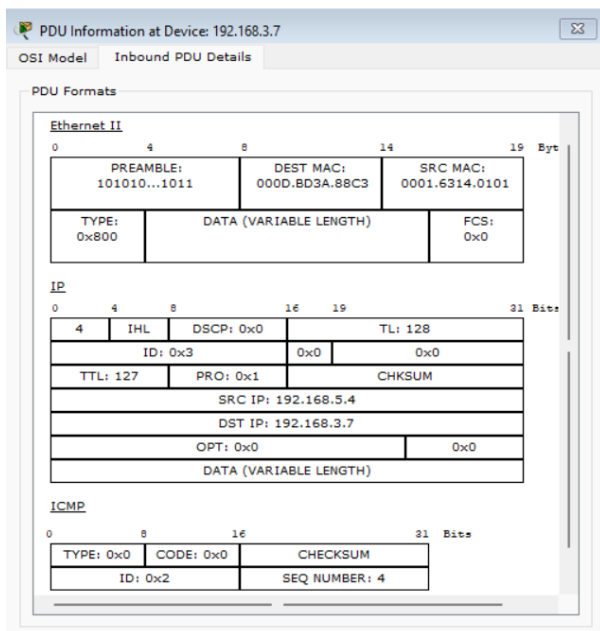 PDU Information at Device: 192.168.3.7
OSI Model Inbound PDU Details
PDU Formats
Ethernet II
0 4 8 14 19 Byt
PREAMBLE: DEST MAC: SRC MAC:
101010...1011 000D.BD3A.88C3 0001.6314.0101
TYPE: DATA (VARIABLE LENGTH) FCS:
0x800 0x0
IP
0 4 8 16 19 31 Bits
4 IHL DSCP: 0x0 TL: 128
ID: 0x3 0x0 0x0
TTL: 127 PRO: 0x1 CHKSUM
SRC IP: 192.168.5.4
DST IP: 192.168.3.7
OPT: 0x0 0x0
DATA (VARIABLE LENGTH)
ICMP
0 8 16 31 Bits
TYPE: 0x0 CODE: 0x0 CHECKSUM
ID: 0x2 SEQ NUMBER: 4